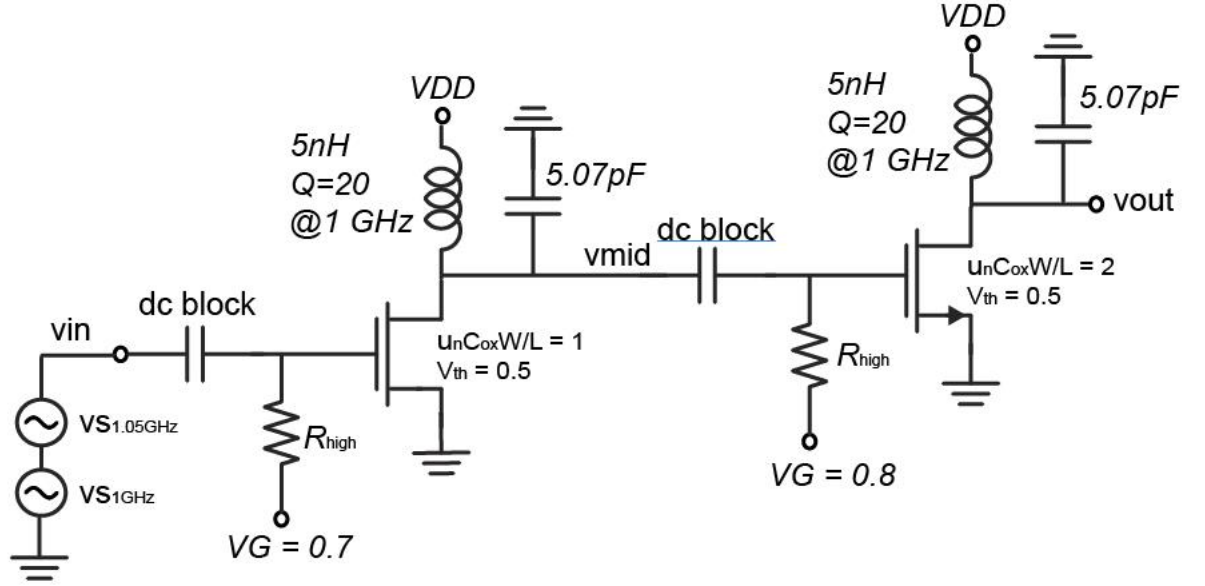 VDD
5nH
Q=20
@1 GHz
5.07pF
vout
unCoxW/L = 2
Vth = 0.5
VDD
5nH
Q=20
@1 GHz
5.07pF
vmid
dc block
Rhigh
VG = 0.8
vin
dc block
unCoxW/L = 1
Vth = 0.5
vs1.05GHz
vs1GHz
Rhigh
VG = 0.7